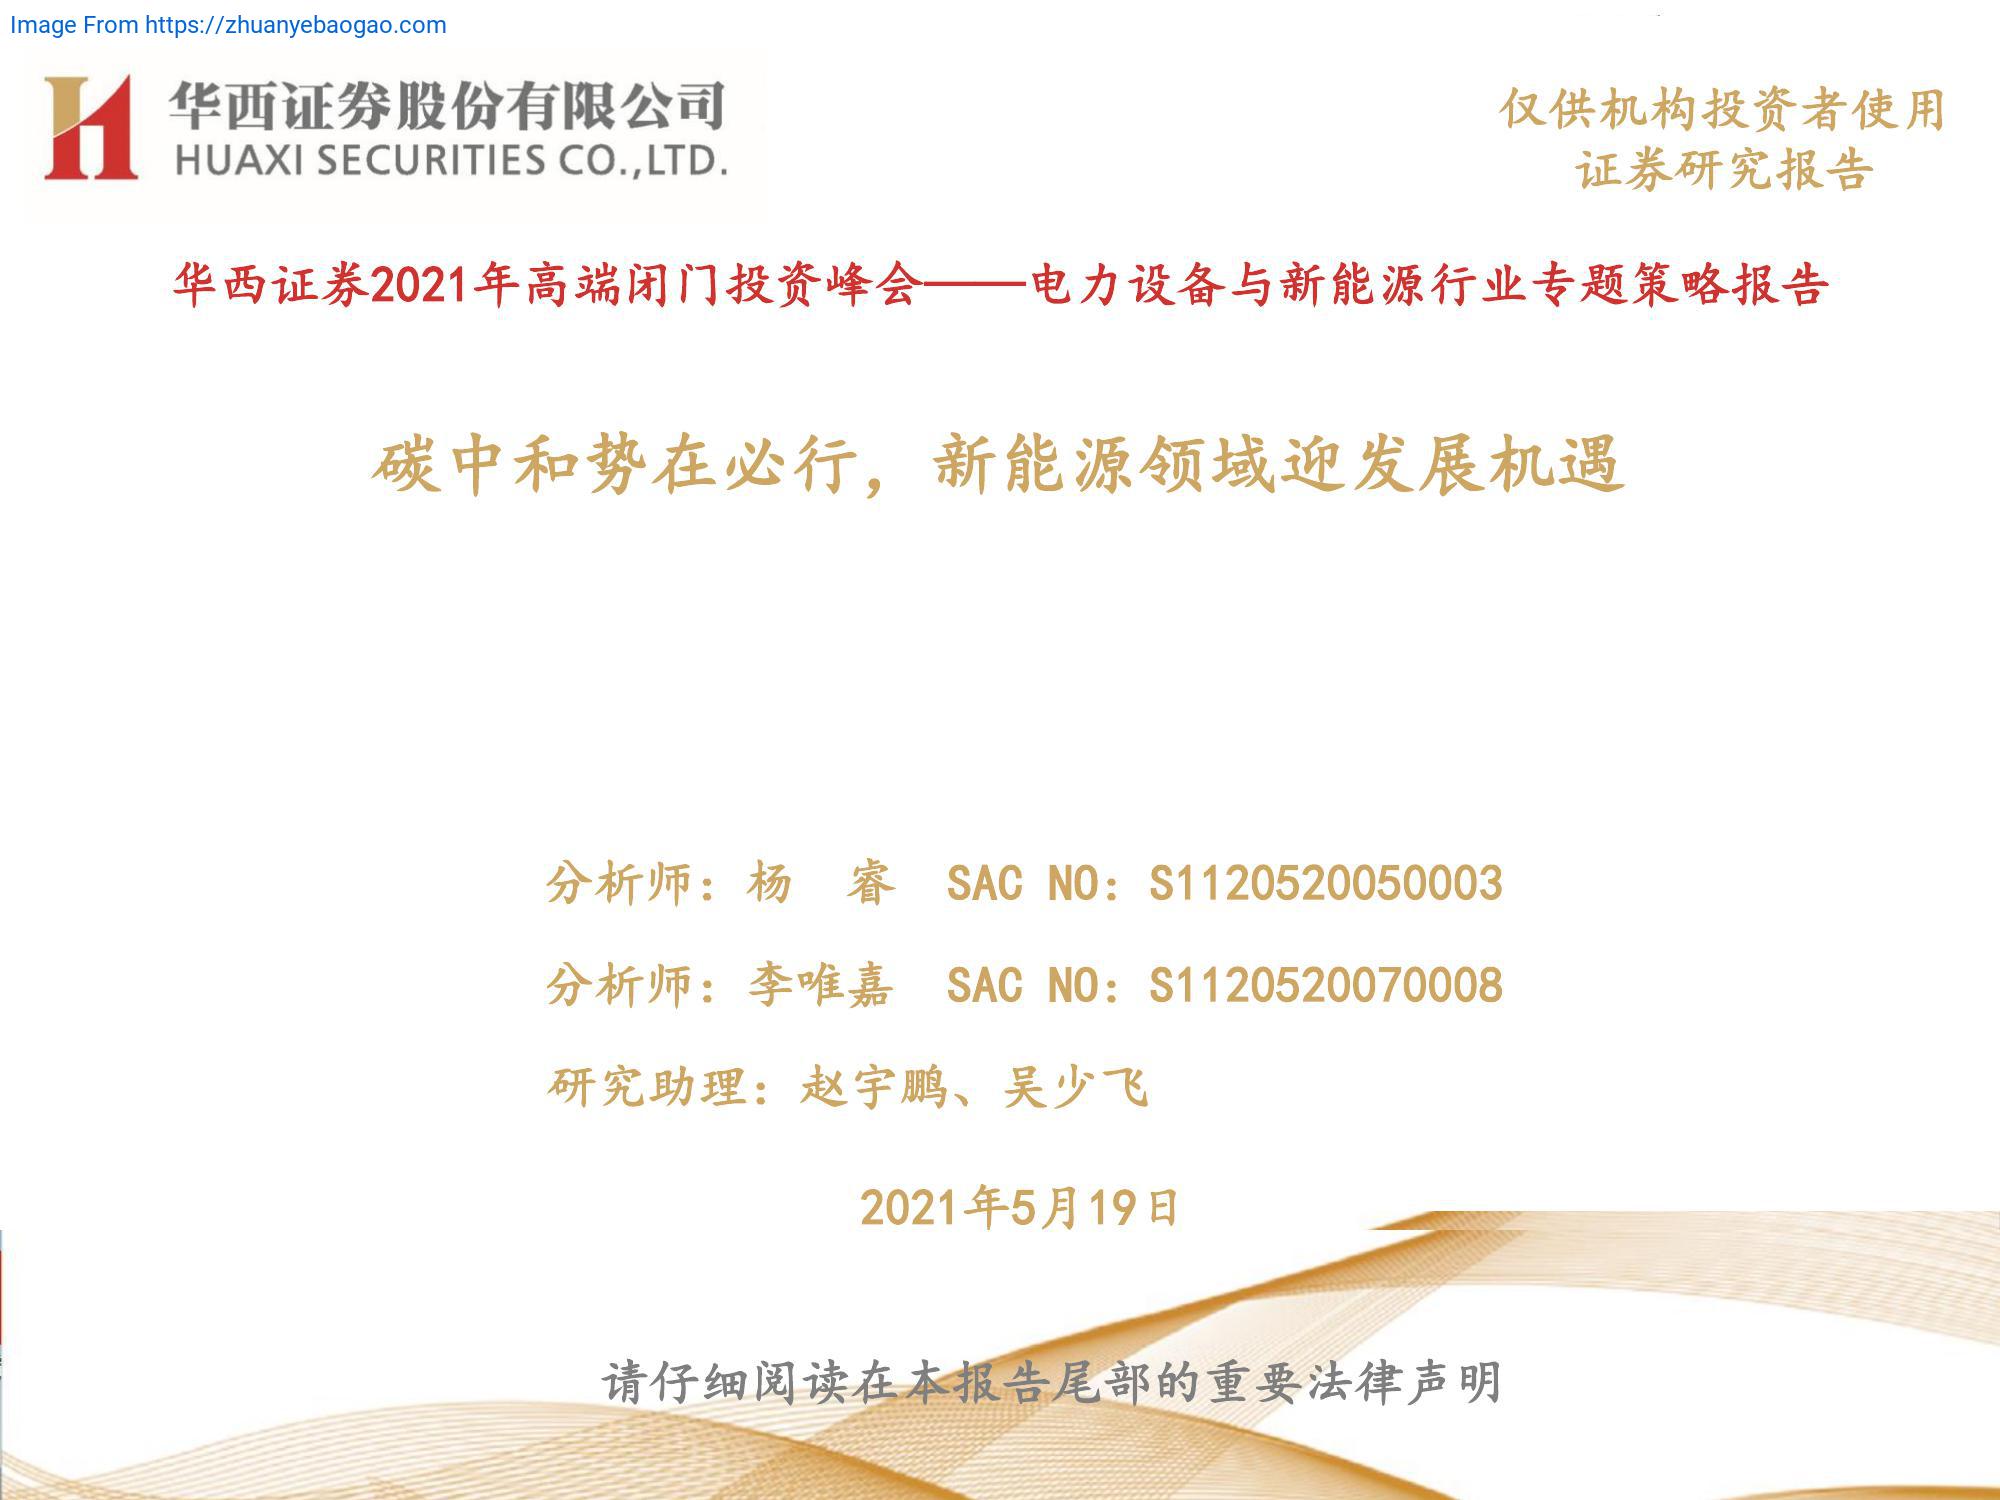 Image From https://zhuanyebaogao.com
华西证券股份有限公司
HUAXI SECURITIES CO.,LTD.
仅供机构投资者使用
证券研究报告
华西证券2021年高端闭门投资峰会——电力设备与新能源行业专题策略报告
碳中和势在必行，新能源领域迎发展机遇
分析师：杨　睿　SAC NO：S1120520050003
分析师：李唯嘉　SAC NO：S1120520070008
研究助理：赵宇鹏、吴少飞
2021年5月19日
请仔细阅读在本报告尾部的重要法律声明